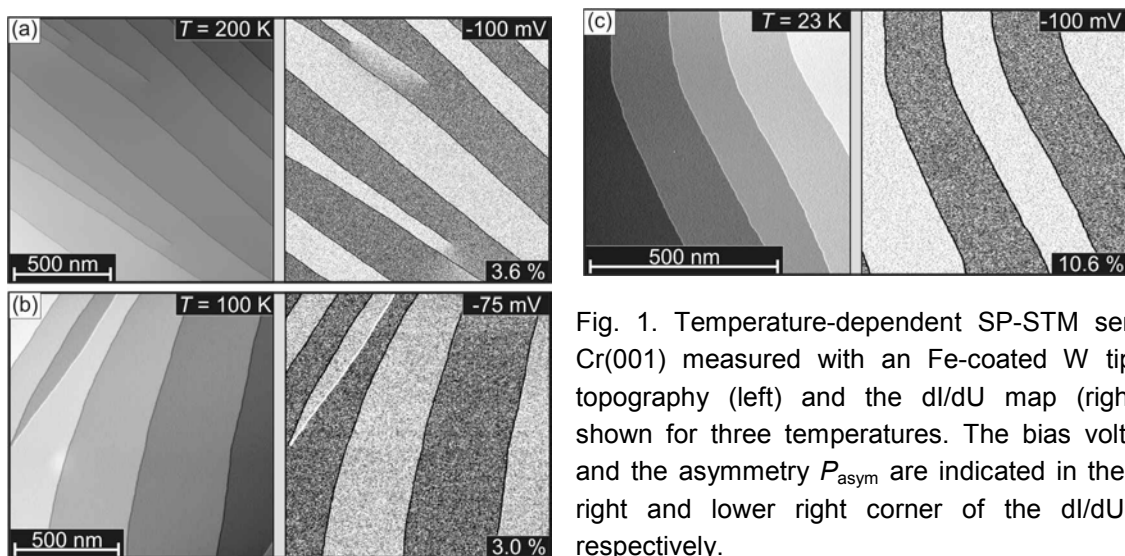 (a)
T = 200 K
-100 mV
500 nm
3.6 %
(b)
T = 100 K
-75 mV
500 nm
3.0 %
(c)
T = 23 K
-100 mV
500 nm
10.6 %
Fig. 1. Temperature-dependent SP-STM
Cr(001) measured with an Fe-coated W
topography (left) and the dI/dU map
shown for three temperatures. The bias
and the asymmetry Pasym are indicated in the
right and lower right corner of the dI/dU
respectively.